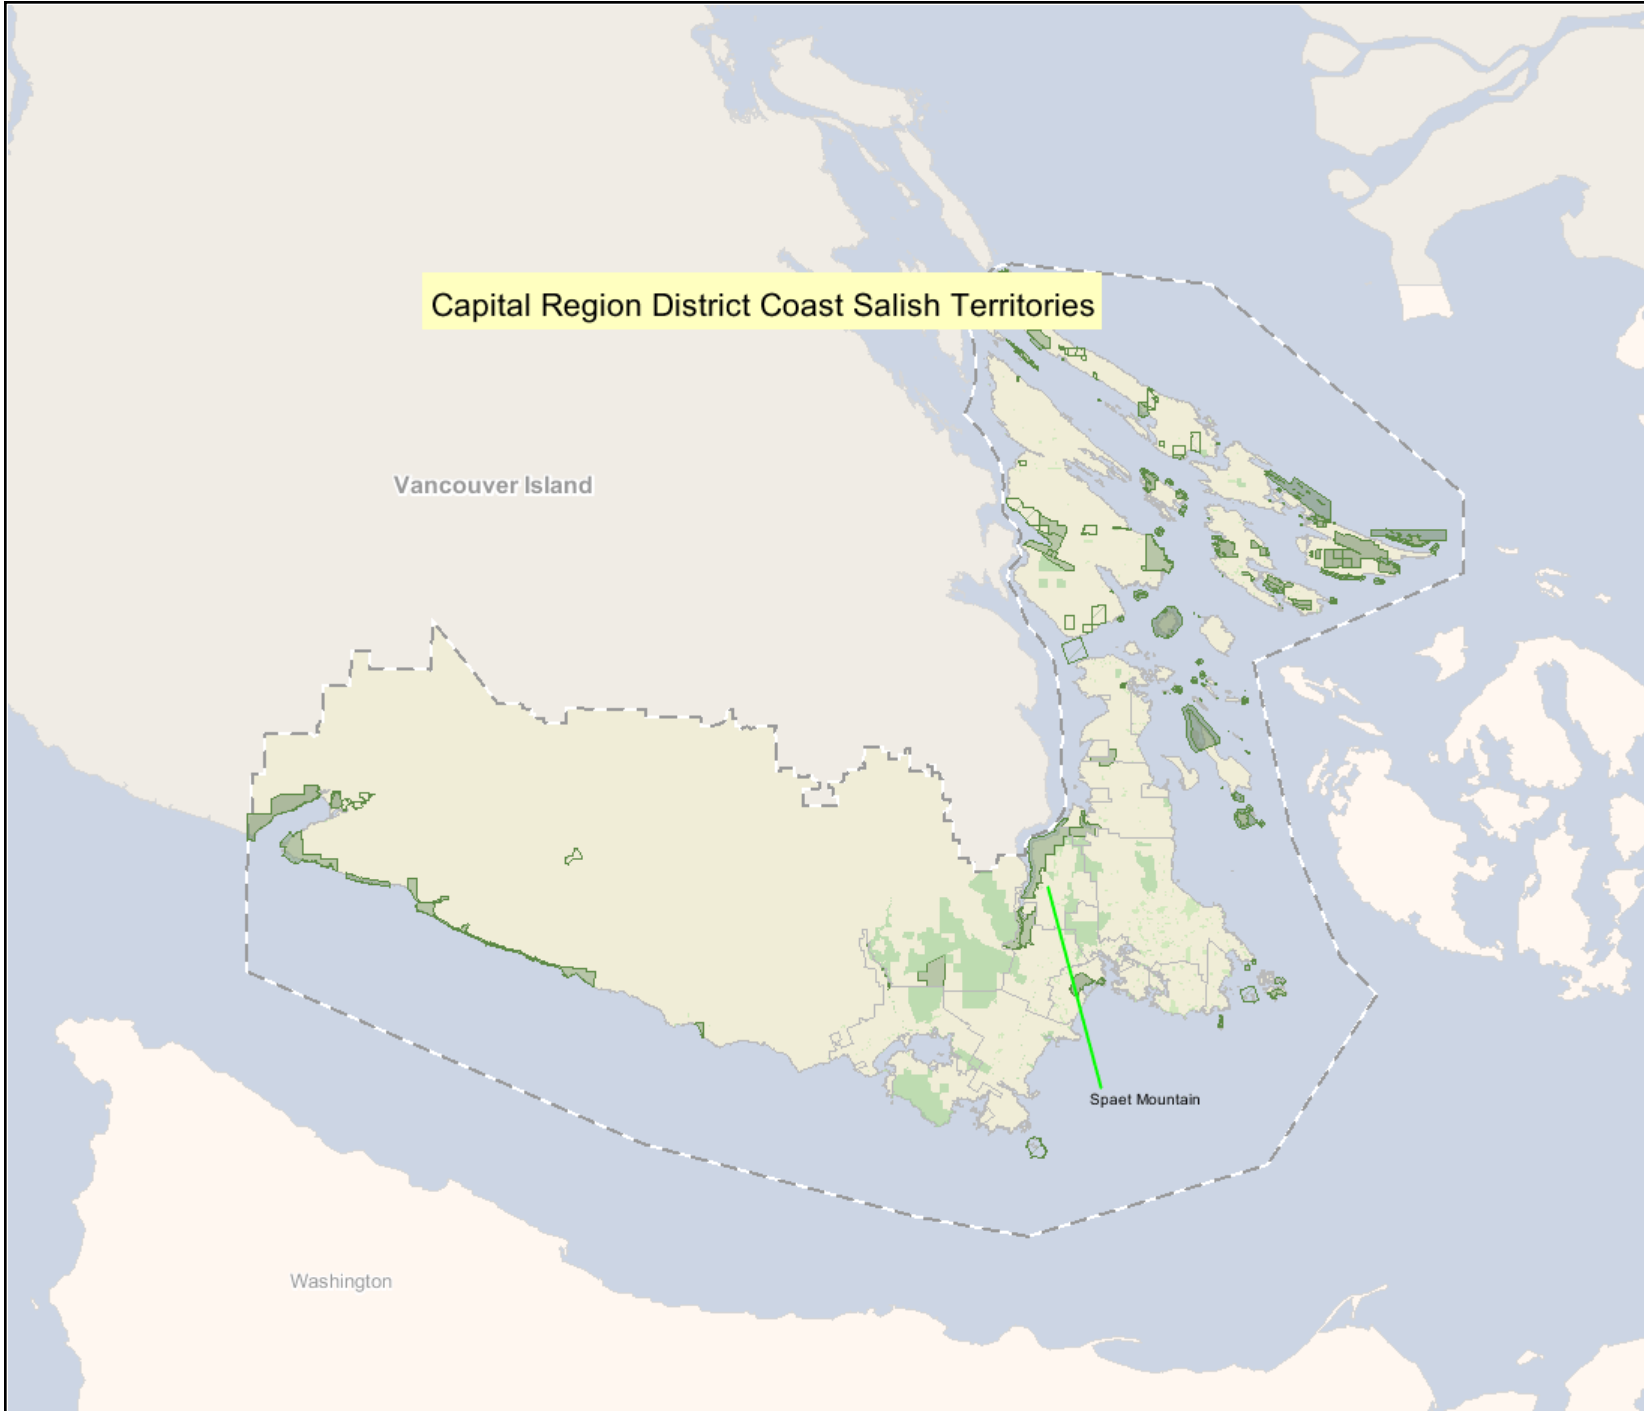 Capital Region District Coast Salish Territories
Vancouver Island
Spaet Mountain
Washington